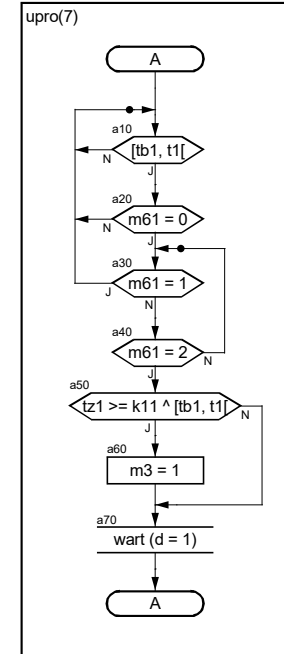 upro(7)
A
a10
[tb1, t1[
N
J
a20
m61 = 0
N
J
a30
m61 = 1
J
N
a40
m61 = 2
N
J
a50
tz1 >= k11 ^ [tb1, t1[
N
J
a60
m3 = 1
a70
wart (d = 1)
A